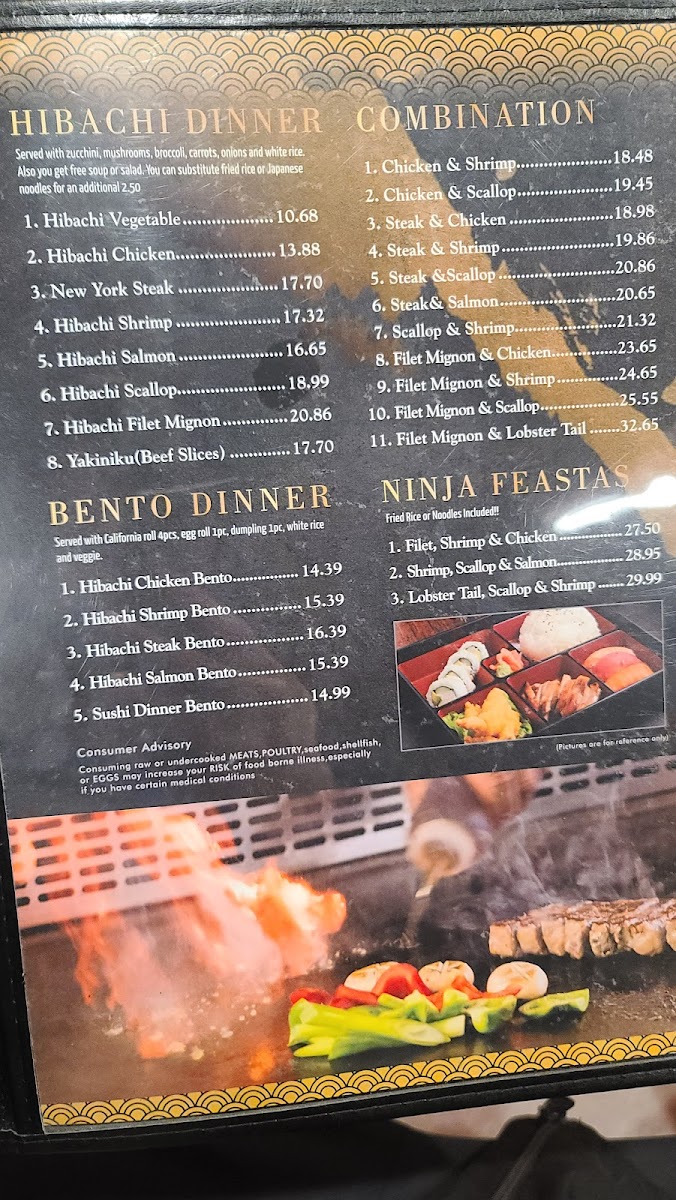 HIBACHI DINNER
Served with zucchini, mushrooms, broccoli, carrots, onions and white rice.
Also you get free soup or salad. You can substitute fried rice or Japanese
noodles for an additional 2.50
1. Hibachi Vegetable..................10.68
2. Hibachi Chicken....................13.88
3. New York Steak ....................17.70
4. Hibachi Shrimp .....................17.32
5. Hibachi Salmon .....................16.65
6. Hibachi Scallop......................18.99
7. Hibachi Filet Mignon.............20.86
8. Yakiniku(Beef Slices) ............17.70
BENTO DINNER
Served with California roll 4pcs, egg roll 1pc, dumpling 1pc, white rice
and veggie.
1. Hibachi Chicken Bento.............. 14.39
2. Hibachi Shrimp Bento .............. 15.39
3. Hibachi Steak Bento................ 16.39
4. Hibachi Salmon Bento.............. 15.39
5. Sushi Dinner Bento................. 14.99
Consumer Advisory
Consuming raw or undercooked MEATS,POULTRY,seafood,shellfish,
or EGGS may increase your RISK of food borne illness,especially
if you have certain medical conditions
COMBINATION
1. Chicken & Shrimp....................18.48
2. Chicken & Scallop....................19.45
3. Steak & Chicken .....................18.98
4. Steak & Shrimp.......................19.86
5. Steak &Scallop .......................20.86
6. Steak& Salmon.......................20.65
7. Scallop & Shrimp.....................21.32
8. Filet Mignon & Chicken.............23.65
9. Filet Mignon & Shrimp.............24.65
10. Filet Mignon & Scallop................25.55
11. Filet Mignon & Lobster Tail .......32.65
NINJA FEASTAS
Fried Rice or Noodles Included!!
1. Filet, Shrimp & Chicken .............27.50
2. Shrimp, Scallop & Salmon...................28.95
3. Lobster Tail, Scallop & Shrimp .......29.99
(Pictures are for reference only)